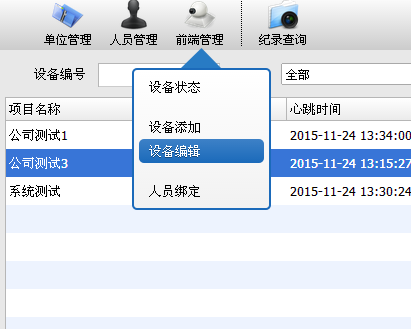 单位管理 人员管理 前端管理 纪录查询
设备编号 全部
设备状态
设备添加
设备编辑
人员绑定
项目名称 心跳时间
公司测试1 2015-11-24 13:34:00
公司测试3 2015-11-24 13:15:27
系统测试 2015-11-24 13:30:24